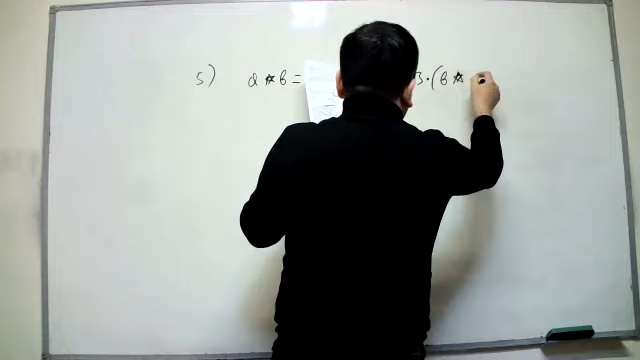 5) a ☆ b = 3·(b ☆